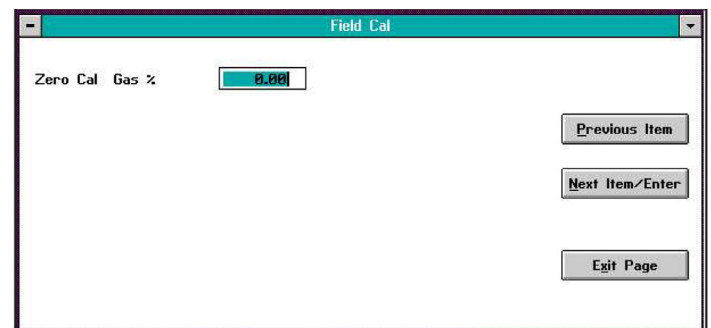 Field Cal
Zero Cal Gas %
0.00
Previous Item
Next Item/Enter
Exit Page